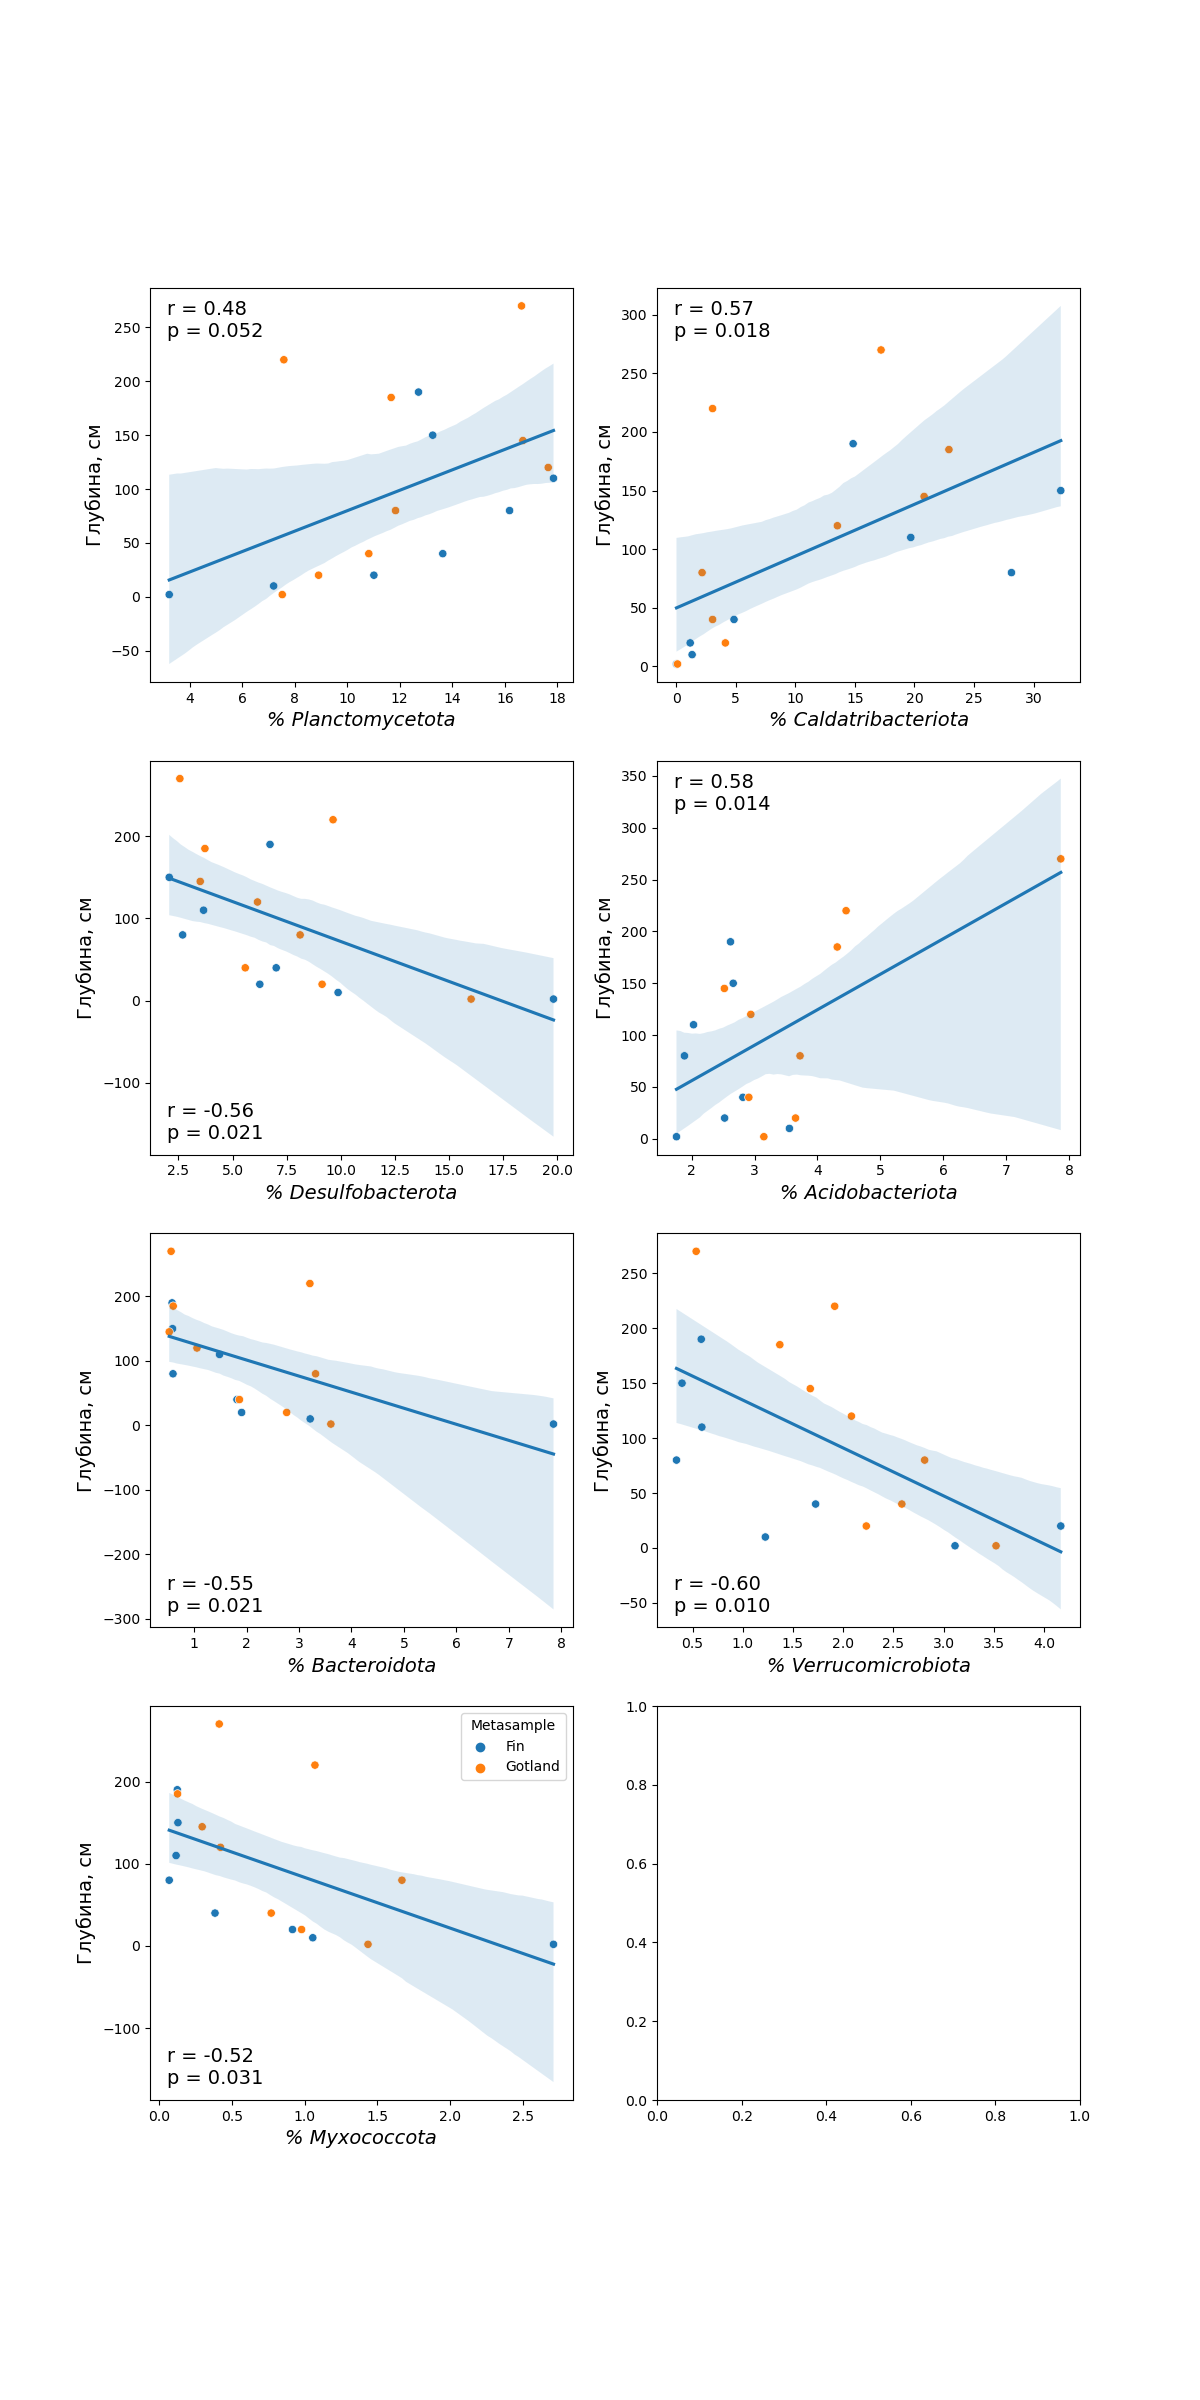 r = 0.48
p = 0.052
250
200
150
100
50
0
−50
Глубина, см
4 6 8 10 12 14 16 18
% Planctomycetota
r = 0.57
p = 0.018
300
250
200
150
100
50
0
Глубина, см
0 5 10 15 20 25 30
% Caldatribacteriota
200
100
0
−100
Глубина, см
r = -0.56
p = 0.021
2.5 5.0 7.5 10.0 12.5 15.0 17.5 20.0
% Desulfobacterota
r = 0.58
p = 0.014
350
300
250
200
150
100
50
0
Глубина, см
2 3 4 5 6 7 8
% Acidobacteriota
200
100
0
−100
−200
−300
Глубина, см
r = -0.55
p = 0.021
1 2 3 4 5 6 7 8
% Bacteroidota
250
200
150
100
50
0
−50
Глубина, см
r = -0.60
p = 0.010
0.5 1.0 1.5 2.0 2.5 3.0 3.5 4.0
% Verrucomicrobiota
Metasample
Fin
Gotland
200
100
0
−100
Глубина, см
r = -0.52
p = 0.031
0.0 0.5 1.0 1.5 2.0 2.5
% Myxococcota
1.0
0.8
0.6
0.4
0.2
0.0
0.0 0.2 0.4 0.6 0.8 1.0